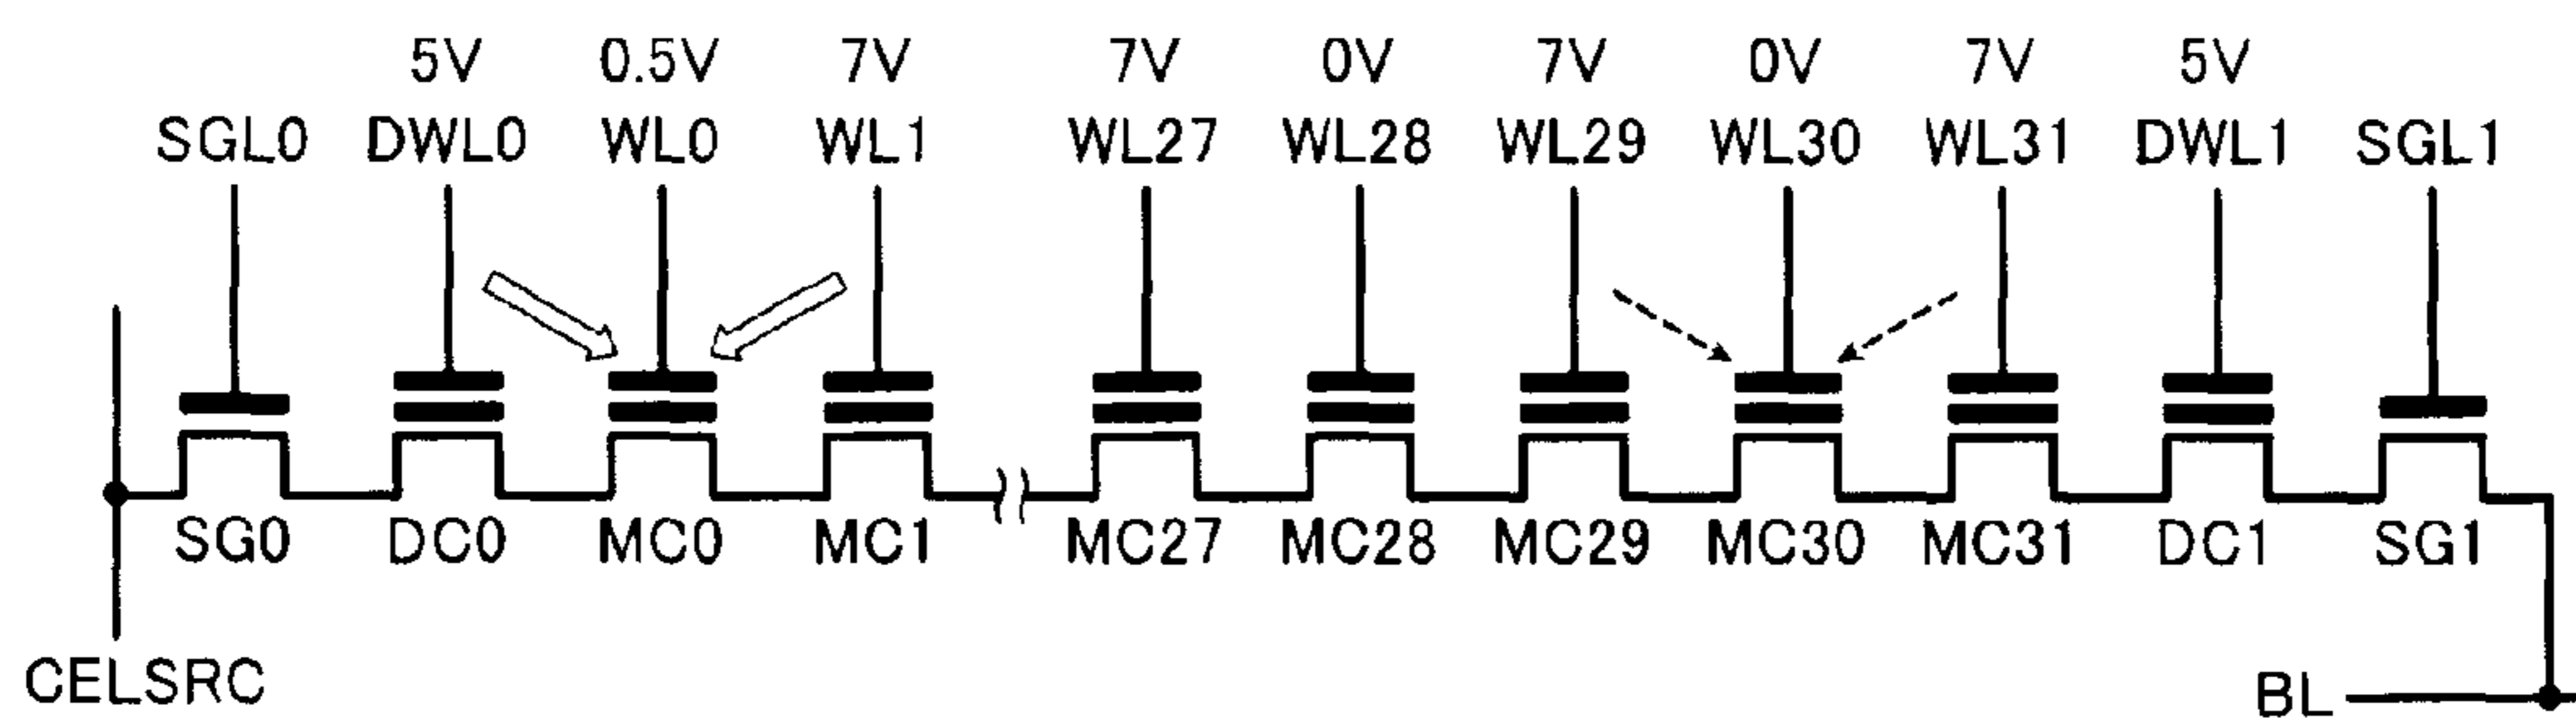 5V 0.5V 7V 7V 0V 7V 0V 7V 5V
SGL0 DWL0 WL0 WL1 WL27 WL28 WL29 WL30 WL31 DWL1 SGL1
SG0 DC0 MC0 MC1 MC27 MC28 MC29 MC30 MC31 DC1 SG1
CELSRC BL